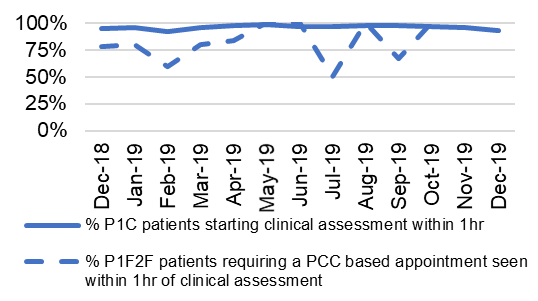 100%
75%
50%
25%
0%
Dec-18
Jan-19
Feb-19
Mar-19
Apr-19
May-19
Jun-19
Jul-19
Aug-19
Sep-19
Oct-19
Nov-19
Dec-19
% P1C patients starting clinical assessment within 1hr
% P1F2F patients requiring a PCC based appointment seen
within 1hr of clinical assessment